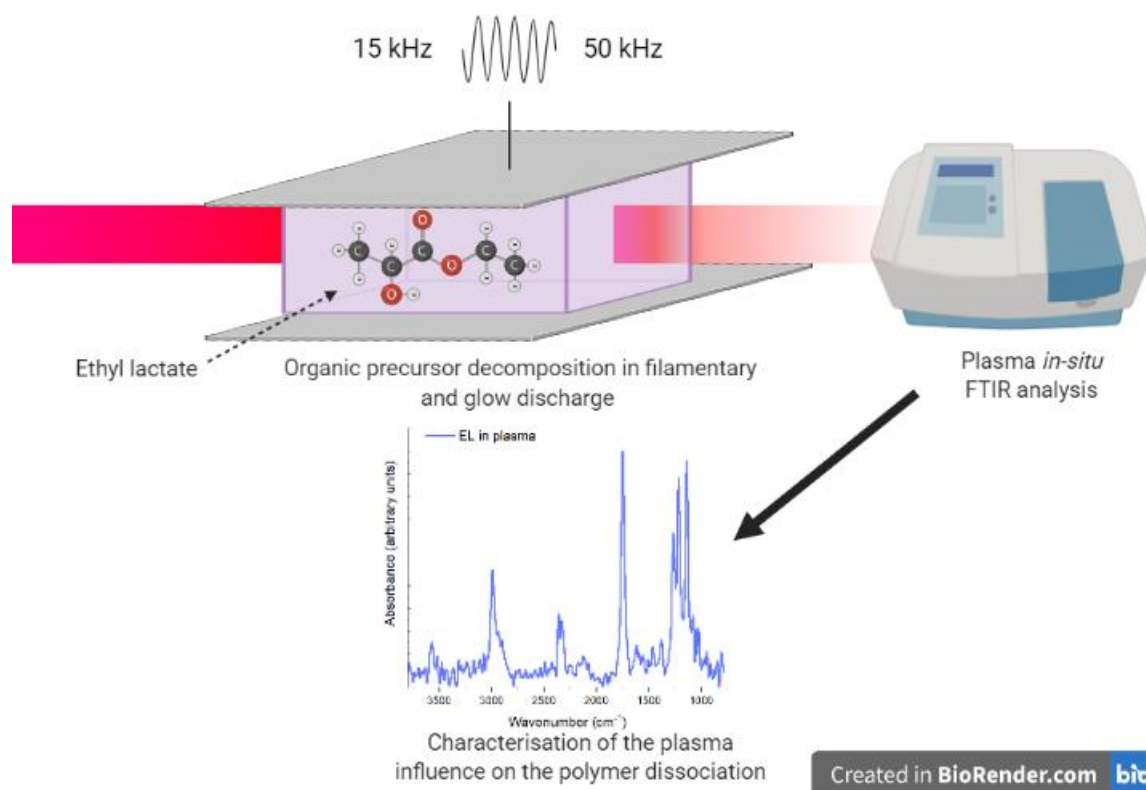 15 kHz
50 kHz
C C C O C C
O
O
H H H H H H H H H H
Ethyl lactate
Organic precursor decomposition in filamentary
and glow discharge
Plasma in-situ
FTIR analysis
EL in plasma
Absorbance (arbitrary units)
3500 3000 2500 2000 1500 1000
Wavenumber (cm⁻¹)
Characterisation of the plasma
influence on the polymer dissociation
Created in BioRender.com bio